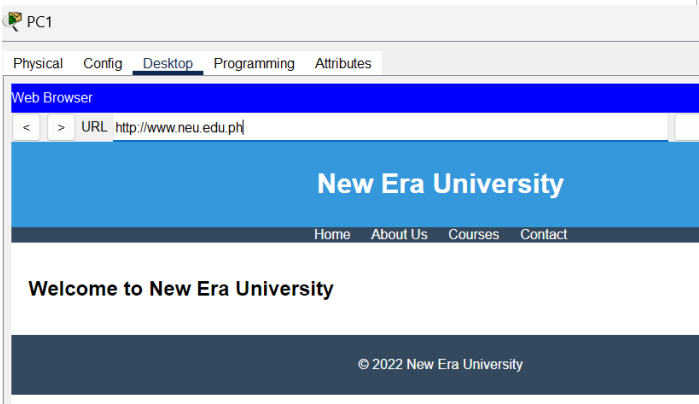 PC1
Physical Config Desktop Programming Attributes
Web Browser
< > URL http://www.neu.edu.ph
New Era University
Home About Us Courses Contact
Welcome to New Era University
© 2022 New Era University